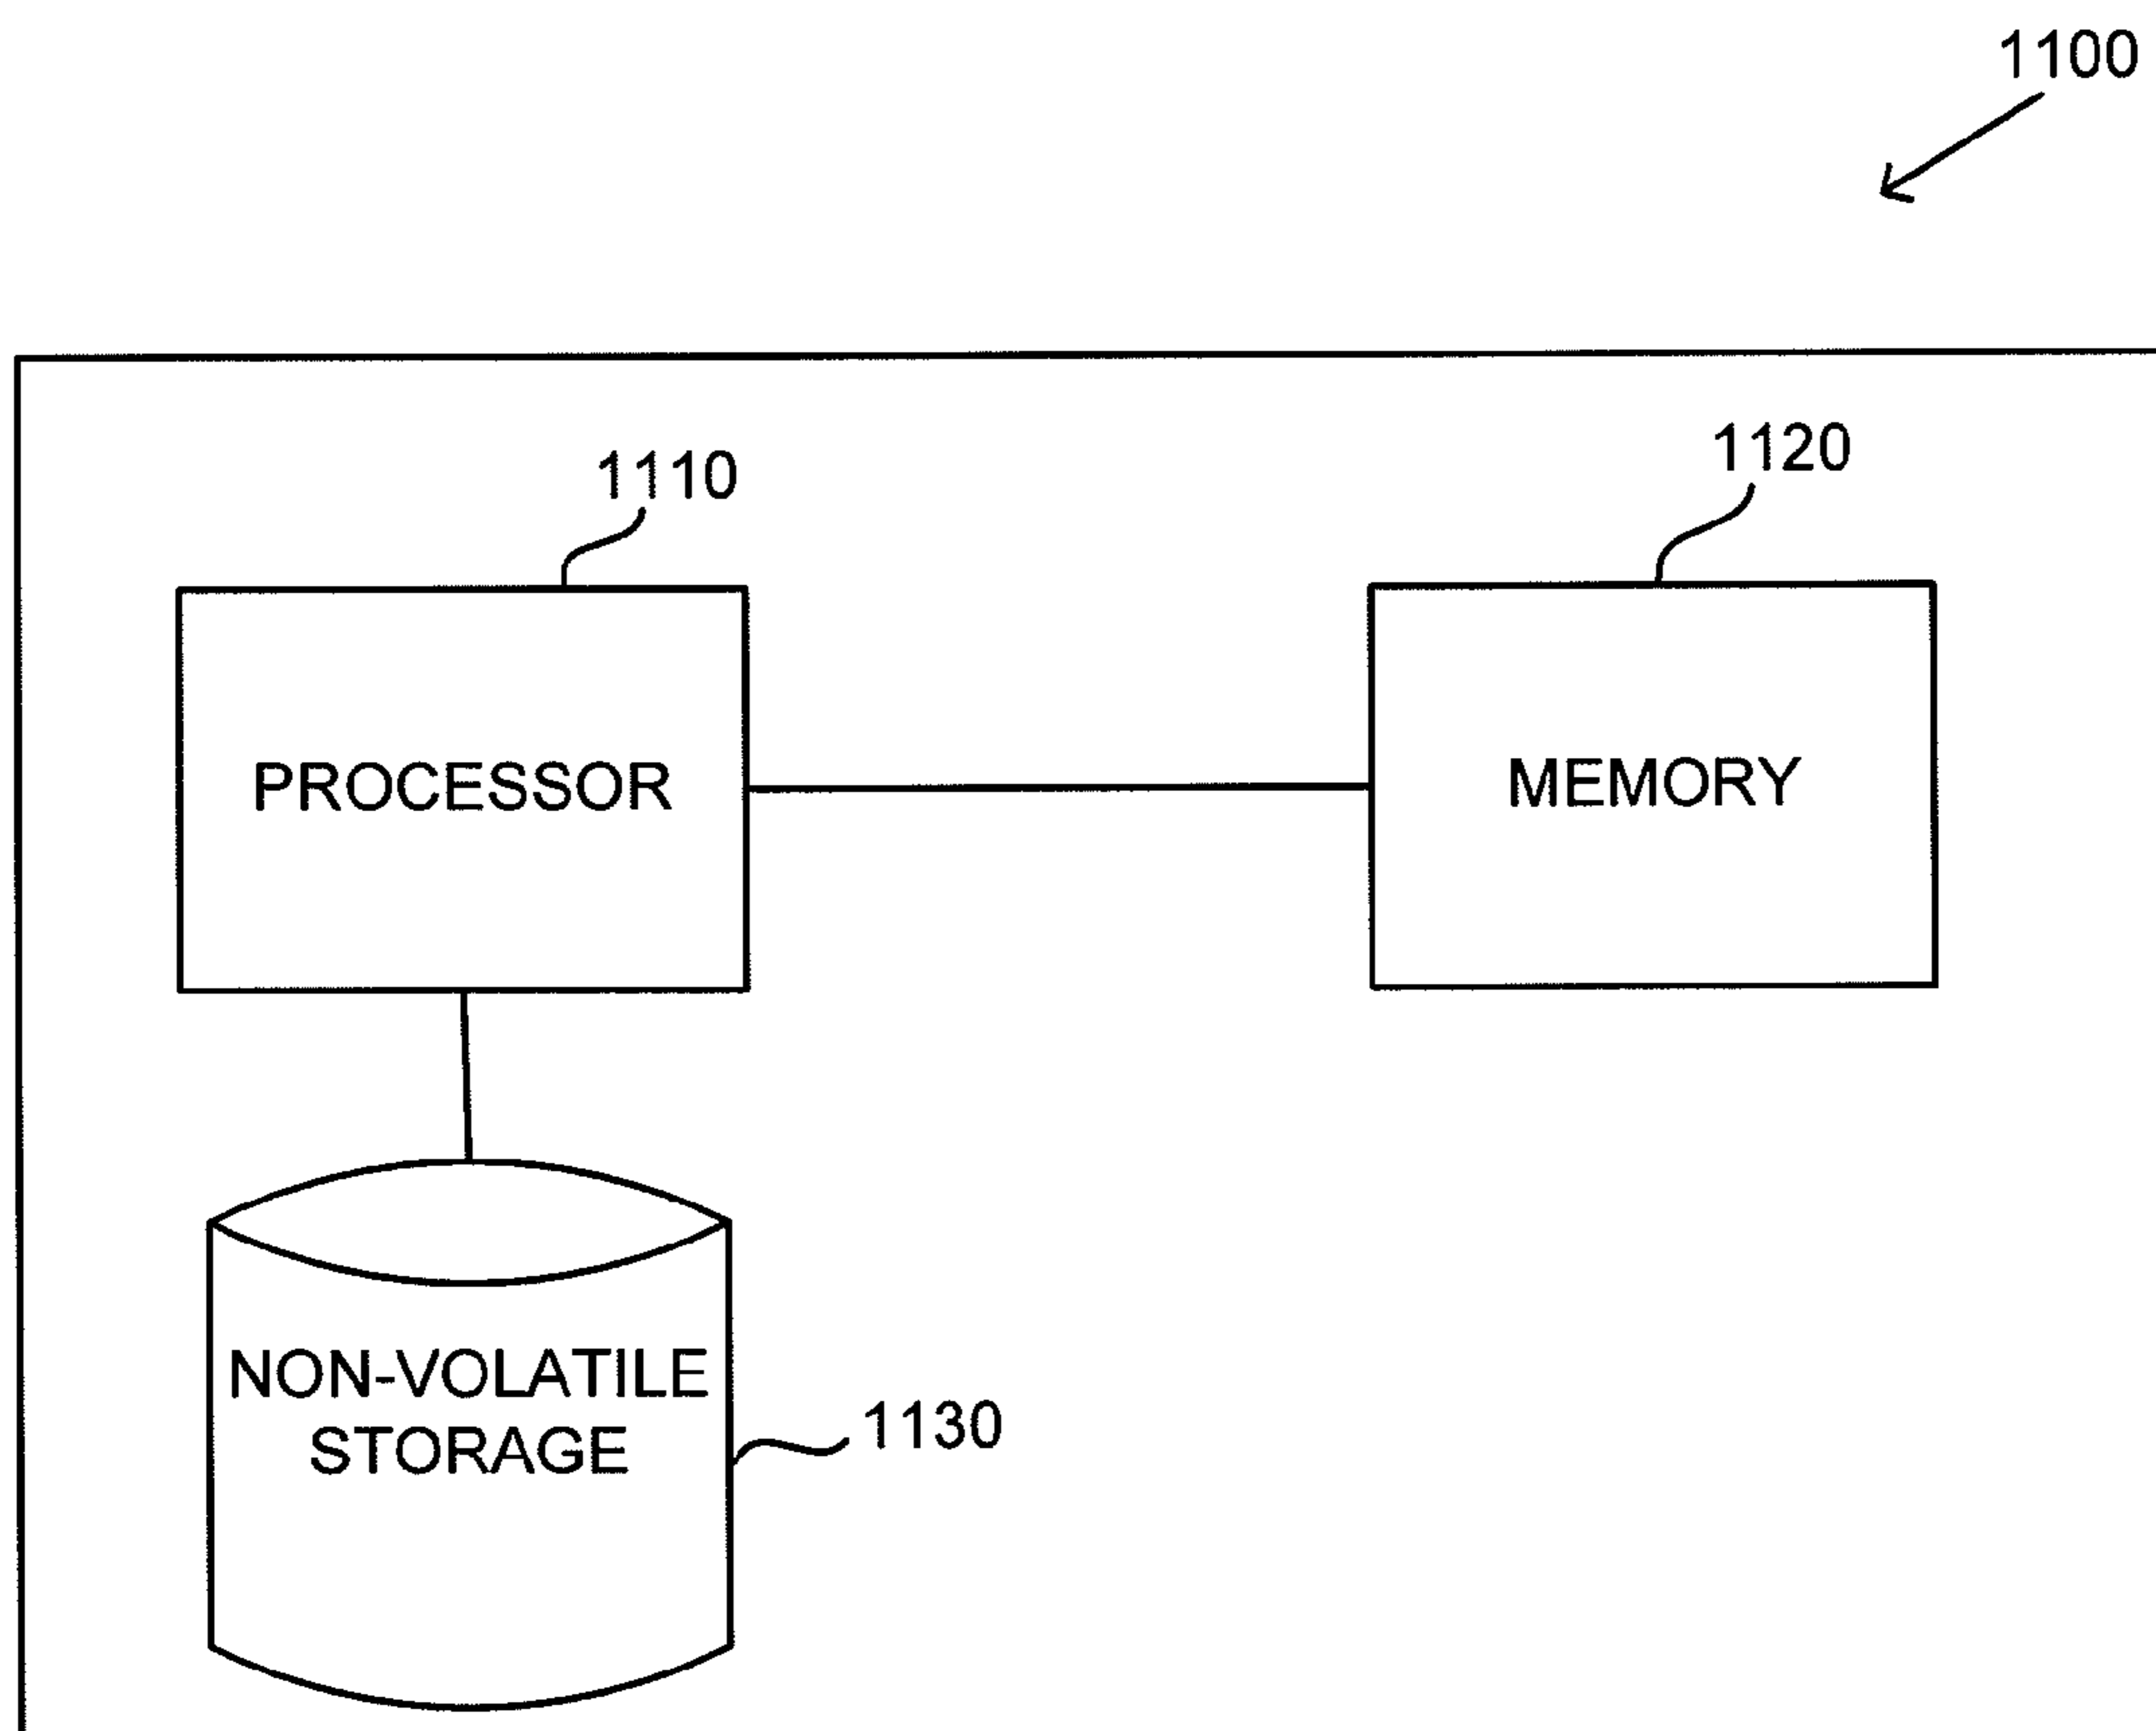 1100
1110
1120
PROCESSOR
MEMORY
NON-VOLATILE
STORAGE
1130